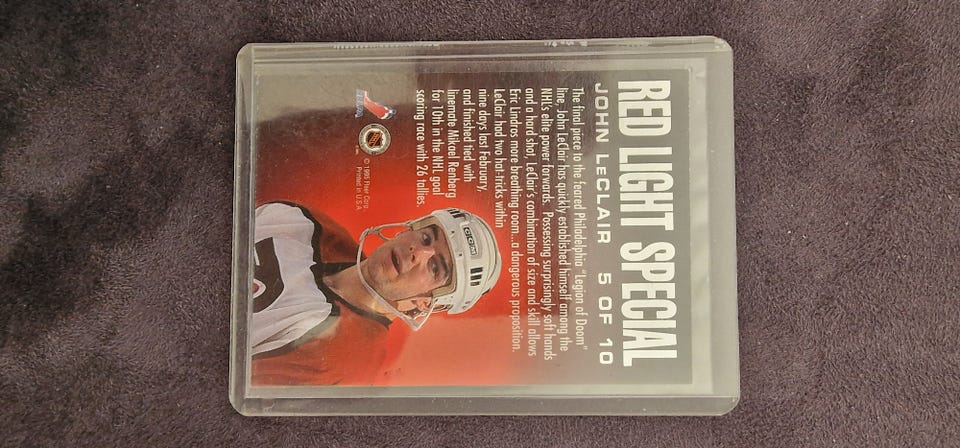 RED LIGHT SPECIAL
JOHN LECLAIR 5 OF 10
The final piece to the feared Philadelphia "Legion of Doom"
line, John LeClair has quickly established himself among the
NHL's elite power forwards. Possessing surprisingly soft hands
and a hard shot, LeClair's combination of size and skill allows
Eric Lindros more breathing room...a dangerous proposition.
LeClair had two hat-tricks within
nine days last February,
and finished tied with
linemate Mikael Renberg
for 10th in the NHL goal
scoring race with 26 tallies.
CCM
© 1995 Fleer Corp.
Printed in U.S.A.